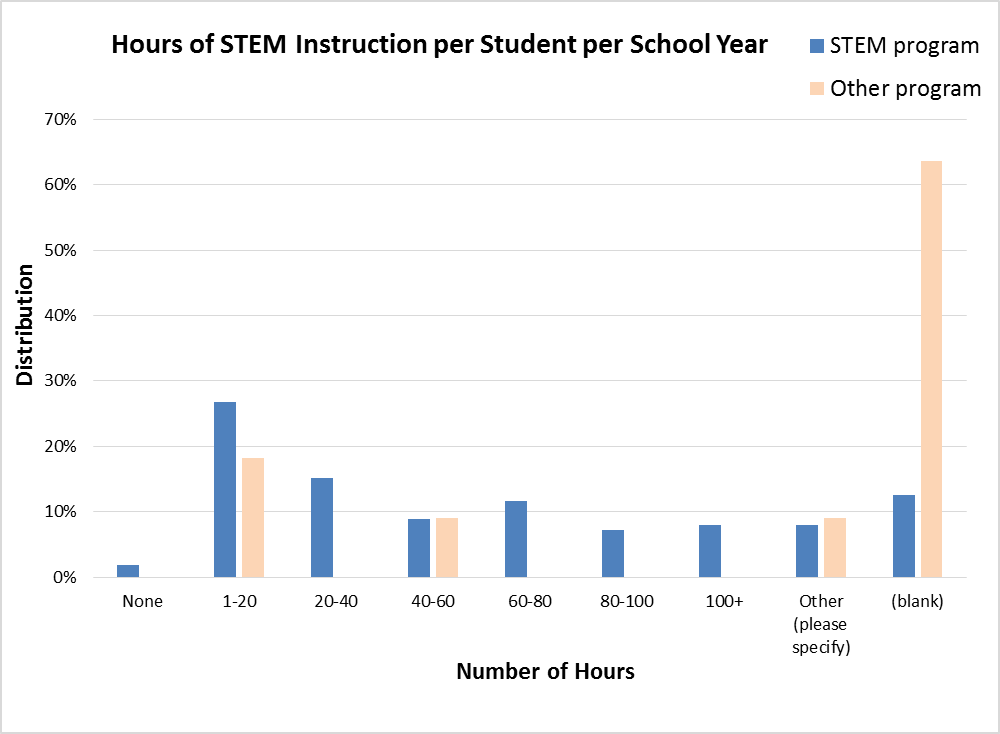 Hours of STEM Instruction per Student per School Year
STEM program
Other program
70%
60%
50%
40%
30%
20%
10%
0%
Distribution
None
1-20
20-40
40-60
60-80
80-100
100+
Other
(please
specify)
(blank)
Number of Hours